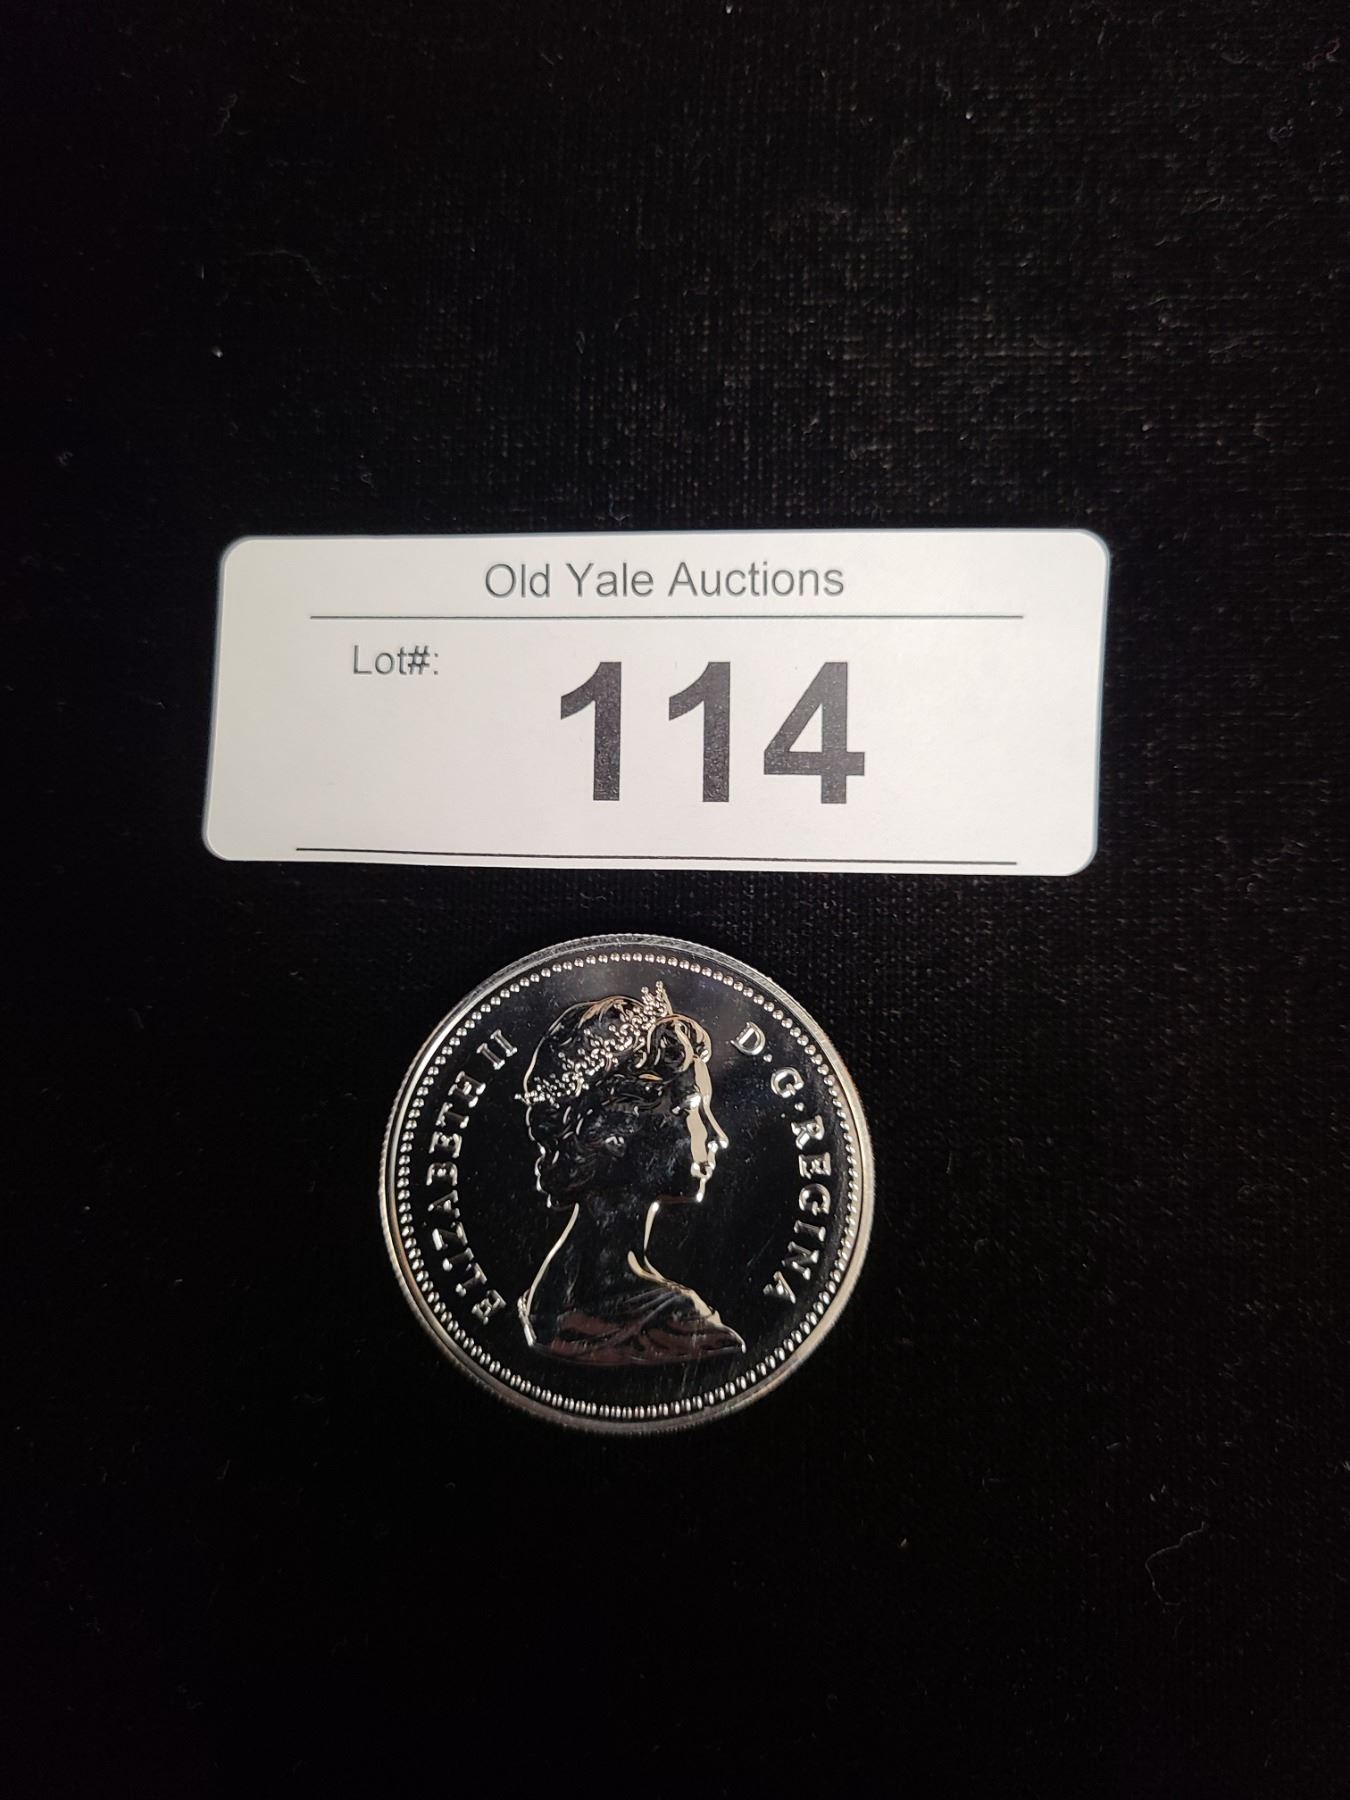 Old Yale Auctions
Lot#: 114
ELIZABETH II D·G·REGINA